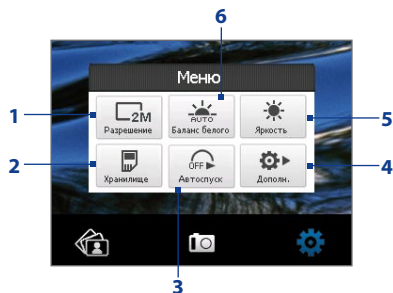 6
Меню
1
2M
AUTO
5
Разрешение
Баланс белого
Яркость
2
OFF
4
Хранилище
Автоспуск
Дополн.
3